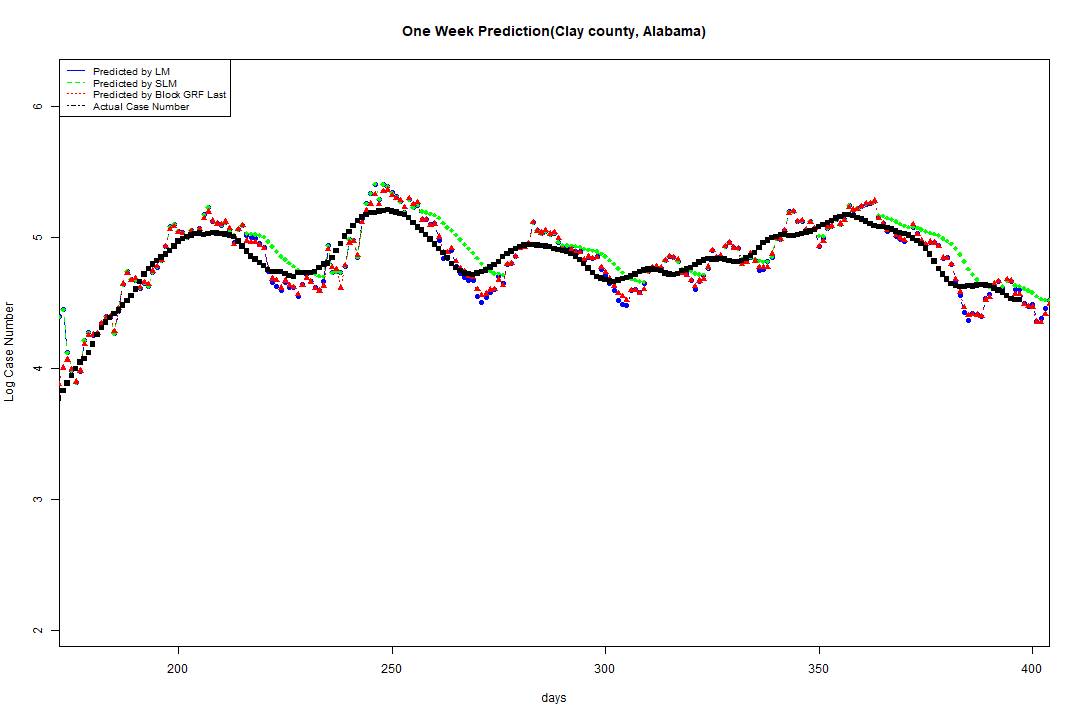 One Week Prediction(Clay county, Alabama)
Predicted by LM
Predicted by SLM
Predicted by Block GRF Last
Actual Case Number
6
5
4
3
2
Log Case Number
200 250 300 350 400
days